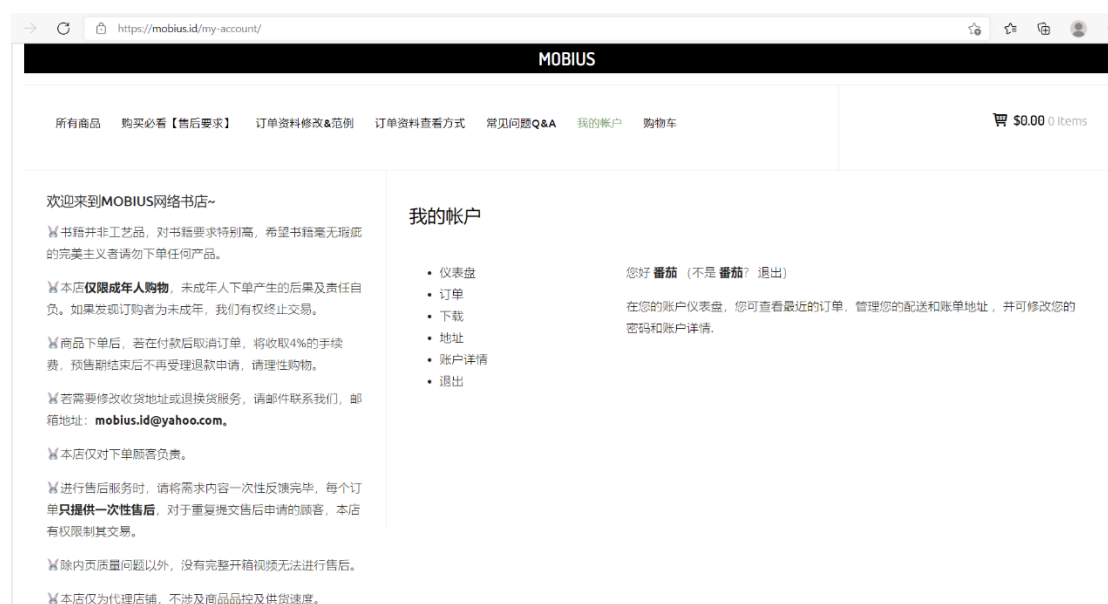 https://mobius.id/my-account/
MOBIUS
所有商品 购买必看【售后要求】 订单资料修改&范例 订单资料查看方式 常见问题Q&A 我的帐户 购物车
$0.00 0 items
欢迎来到MOBIUS网络书店~
书籍并非工艺品，对书籍要求特别高，希望书籍毫无瑕疵
的完美主义者请勿下单任何产品。
本店仅限成年人购物，未成年人下单产生的后果及责任自
负。如果发现订购者为未成年，我们有权终止交易。
商品下单后，若在付款后取消订单，将收取4%的手续
费，预售期结束后不再受理退款申请，请理性购物。
若需要修改收货地址或退换货服务，请邮件联系我们，邮
箱地址：mobius.id@yahoo.com。
本店仅对下单顾客负责。
进行售后服务时，请将需求内容一次性反馈完毕，每个订
单只提供一次性售后，对于重复提交售后申请的顾客，本店
有权限制其交易。
除内页质量问题以外，没有完整开箱视频无法进行售后。
本店仅为代理店铺，不涉及商品品控及供货速度。
我的帐户
仪表盘
订单
下载
地址
账户详情
退出
您好 番茄 （不是 番茄？ 退出）
在您的账户仪表盘，您可查看最近的订单，管理您的配送和账单地址，并可修改您的
密码和账户详情.